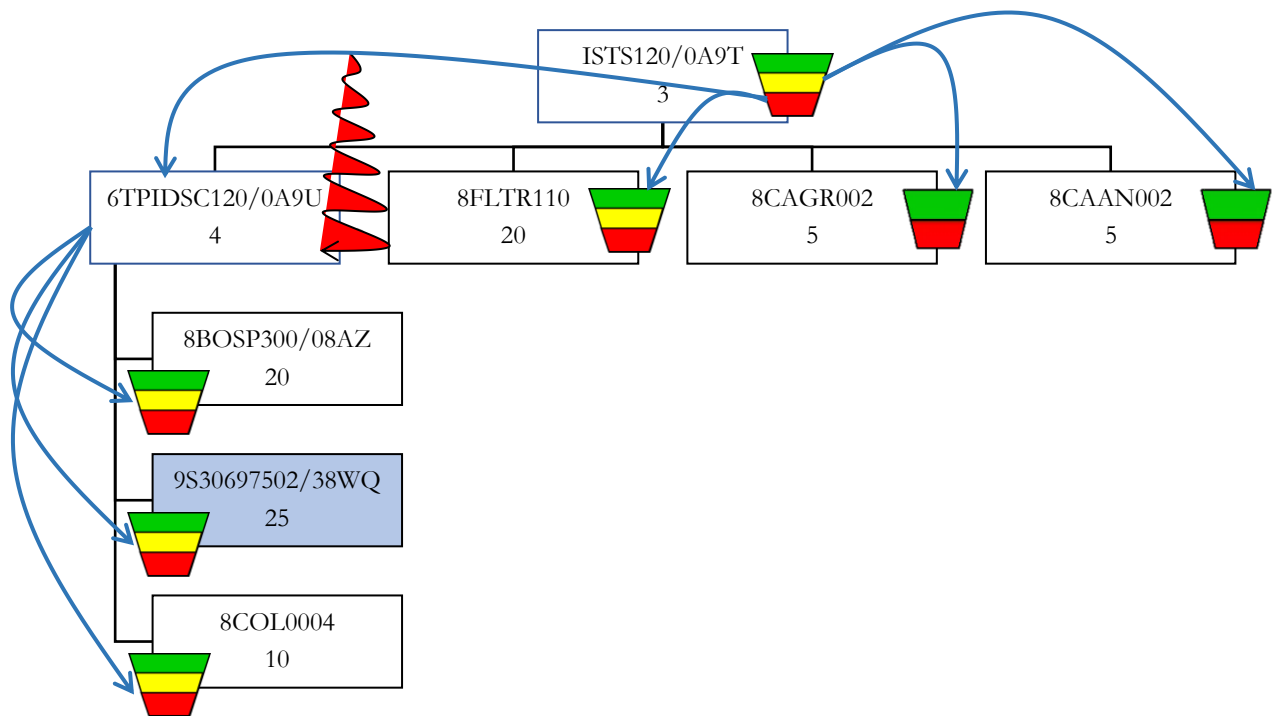 ISTS120/0A9T
3
6TPIDSC120/0A9U
4
8FLTR110
20
8CAGR002
5
8CAAN002
5
8BOSP300/08AZ
20
9S30697502/38WQ
25
8COL0004
10